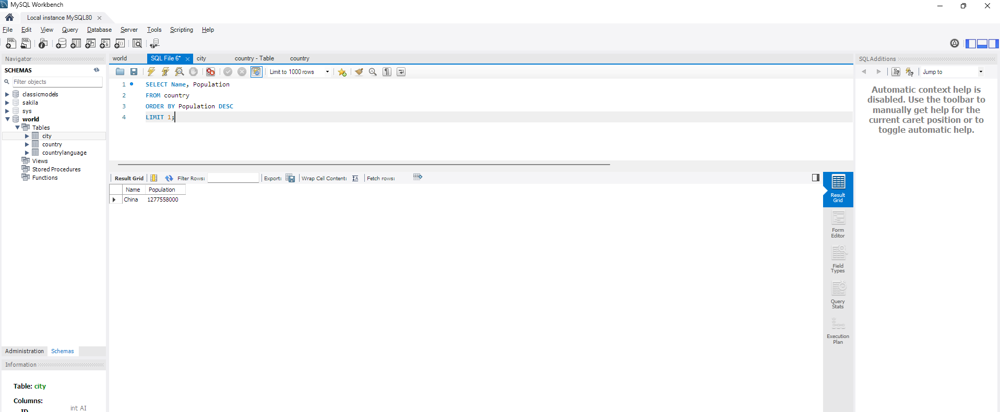 MySQL Workbench
Local instance MySQL80
File Edit View Query Database Server Tools Scripting Help
Navigator
SCHEMAS
Filter objects
classicmodels
sakila
sys
world
Tables
city
country
countrylanguage
Views
Stored Procedures
Functions
Administration Schemas
Information
Table: city
Columns:
ID int AI
world SQL File 6* city country - Table country
Limit to 1000 rows
1 SELECT Name, Population
2 FROM country
3 ORDER BY Population DESC
4 LIMIT 1;
Result Grid Filter Rows: Export: Wrap Cell Content: Fetch rows:
Name Population
China 1277558000
Result
Grid
Form
Editor
Field
Types
Query
Stats
Execution
Plan
SQLAdditions
Jump to
Automatic context help is
disabled. Use the toolbar to
manually get help for the
current caret position or to
toggle automatic help.